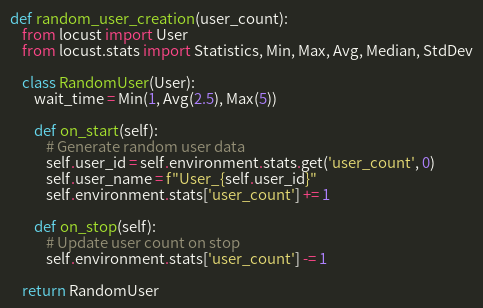 def random_user_creation(user_count):
    from locust import User
    from locust.stats import Statistics, Min, Max, Avg, Median, StdDev

    class RandomUser(User):
        wait_time = Min(1, Avg(2.5), Max(5))

        def on_start(self):
            # Generate random user data
            self.user_id = self.environment.stats.get('user_count', 0)
            self.user_name = f"User_{self.user_id}"
            self.environment.stats['user_count'] += 1

        def on_stop(self):
            # Update user count on stop
            self.environment.stats['user_count'] -= 1

    return RandomUser